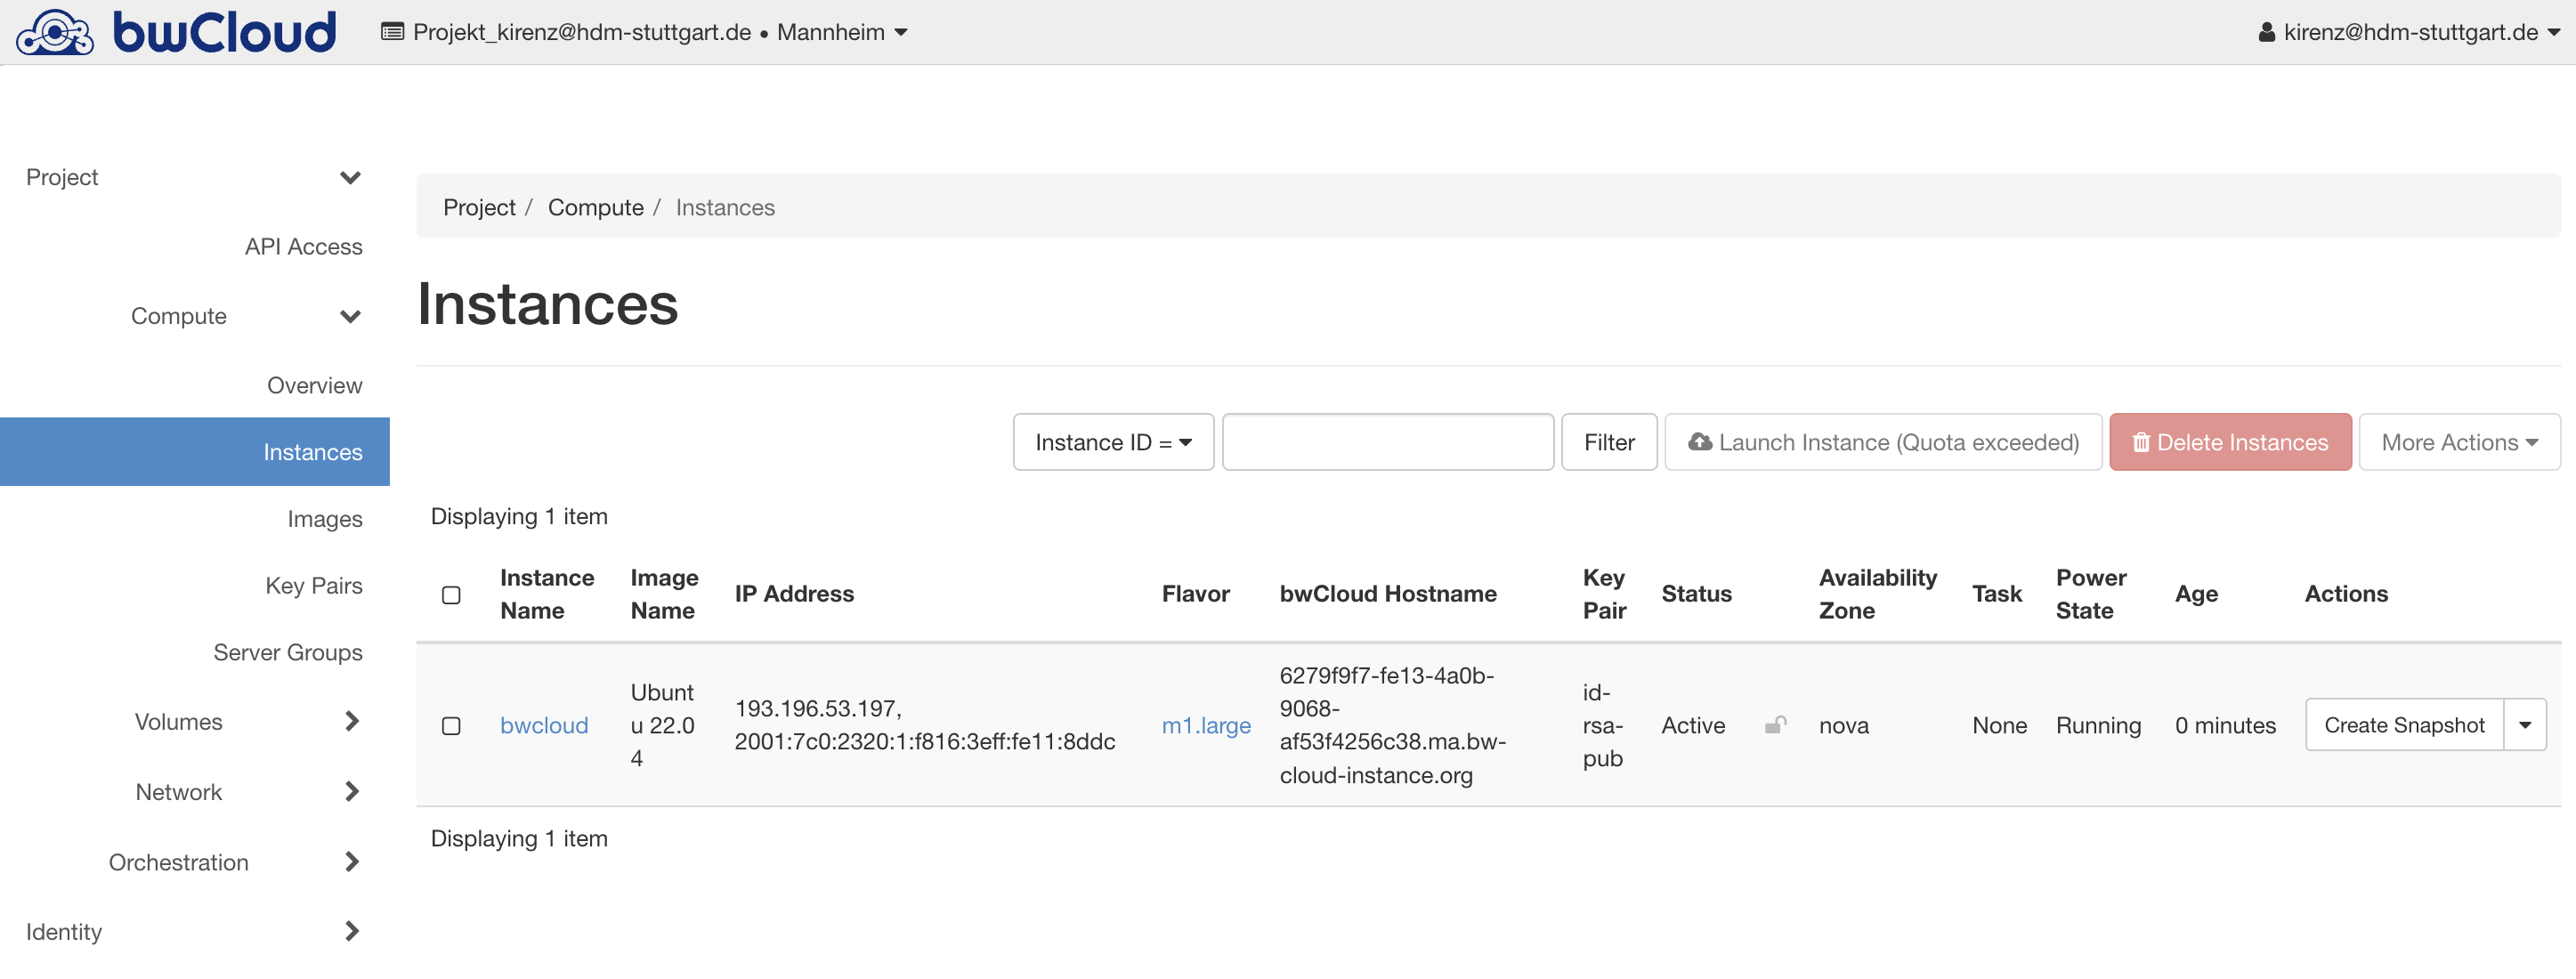 bwCloud
Projekt_kirenz@hdm-stuttgart.de • Mannheim
kirenz@hdm-stuttgart.de
Project
API Access
Compute
Overview
Instances
Images
Key Pairs
Server Groups
Volumes
Network
Orchestration
Identity
Project / Compute / Instances
Instances
Instance ID =
Filter
Launch Instance (Quota exceeded)
Delete Instances
More Actions
Displaying 1 item
Instance
Name
Image
Name
IP Address
Flavor
bwCloud Hostname
Key
Pair
Status
Availability
Zone
Task
Power
State
Age
Actions
bwcloud
Ubunt
u 22.0
4
193.196.53.197,
2001:7c0:2320:1:f816:3eff:fe11:8ddc
m1.large
6279f9f7-fe13-4a0b-
9068-
af53f4256c38.ma.bw-
cloud-instance.org
id-
rsa-
pub
Active
nova
None
Running
0 minutes
Create Snapshot
Displaying 1 item